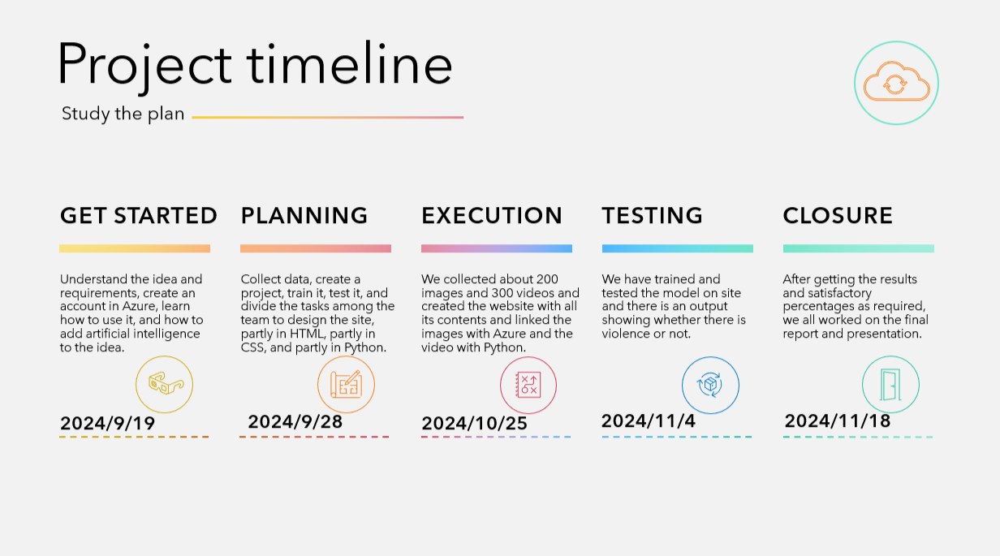 Project timeline
Study the plan
GET STARTED
Understand the idea and
requirements, create an
account in Azure, learn
how to use it, and how to
add artificial intelligence
to the idea.
2024/9/19
PLANNING
Collect data, create a
project, train it, test it, and
divide the tasks among the
team to design the site,
partly in HTML, partly in
CSS, and partly in Python.
2024/9/28
EXECUTION
We collected about 200
images and 300 videos and
created the website with all
its contents and linked the
images with Azure and the
video with Python.
2024/10/25
TESTING
We have trained and
tested the model on site
and there is an output
showing whether there is
violence or not.
2024/11/4
CLOSURE
After getting the results
and satisfactory
percentages as required,
we all worked on the final
report and presentation.
2024/11/18